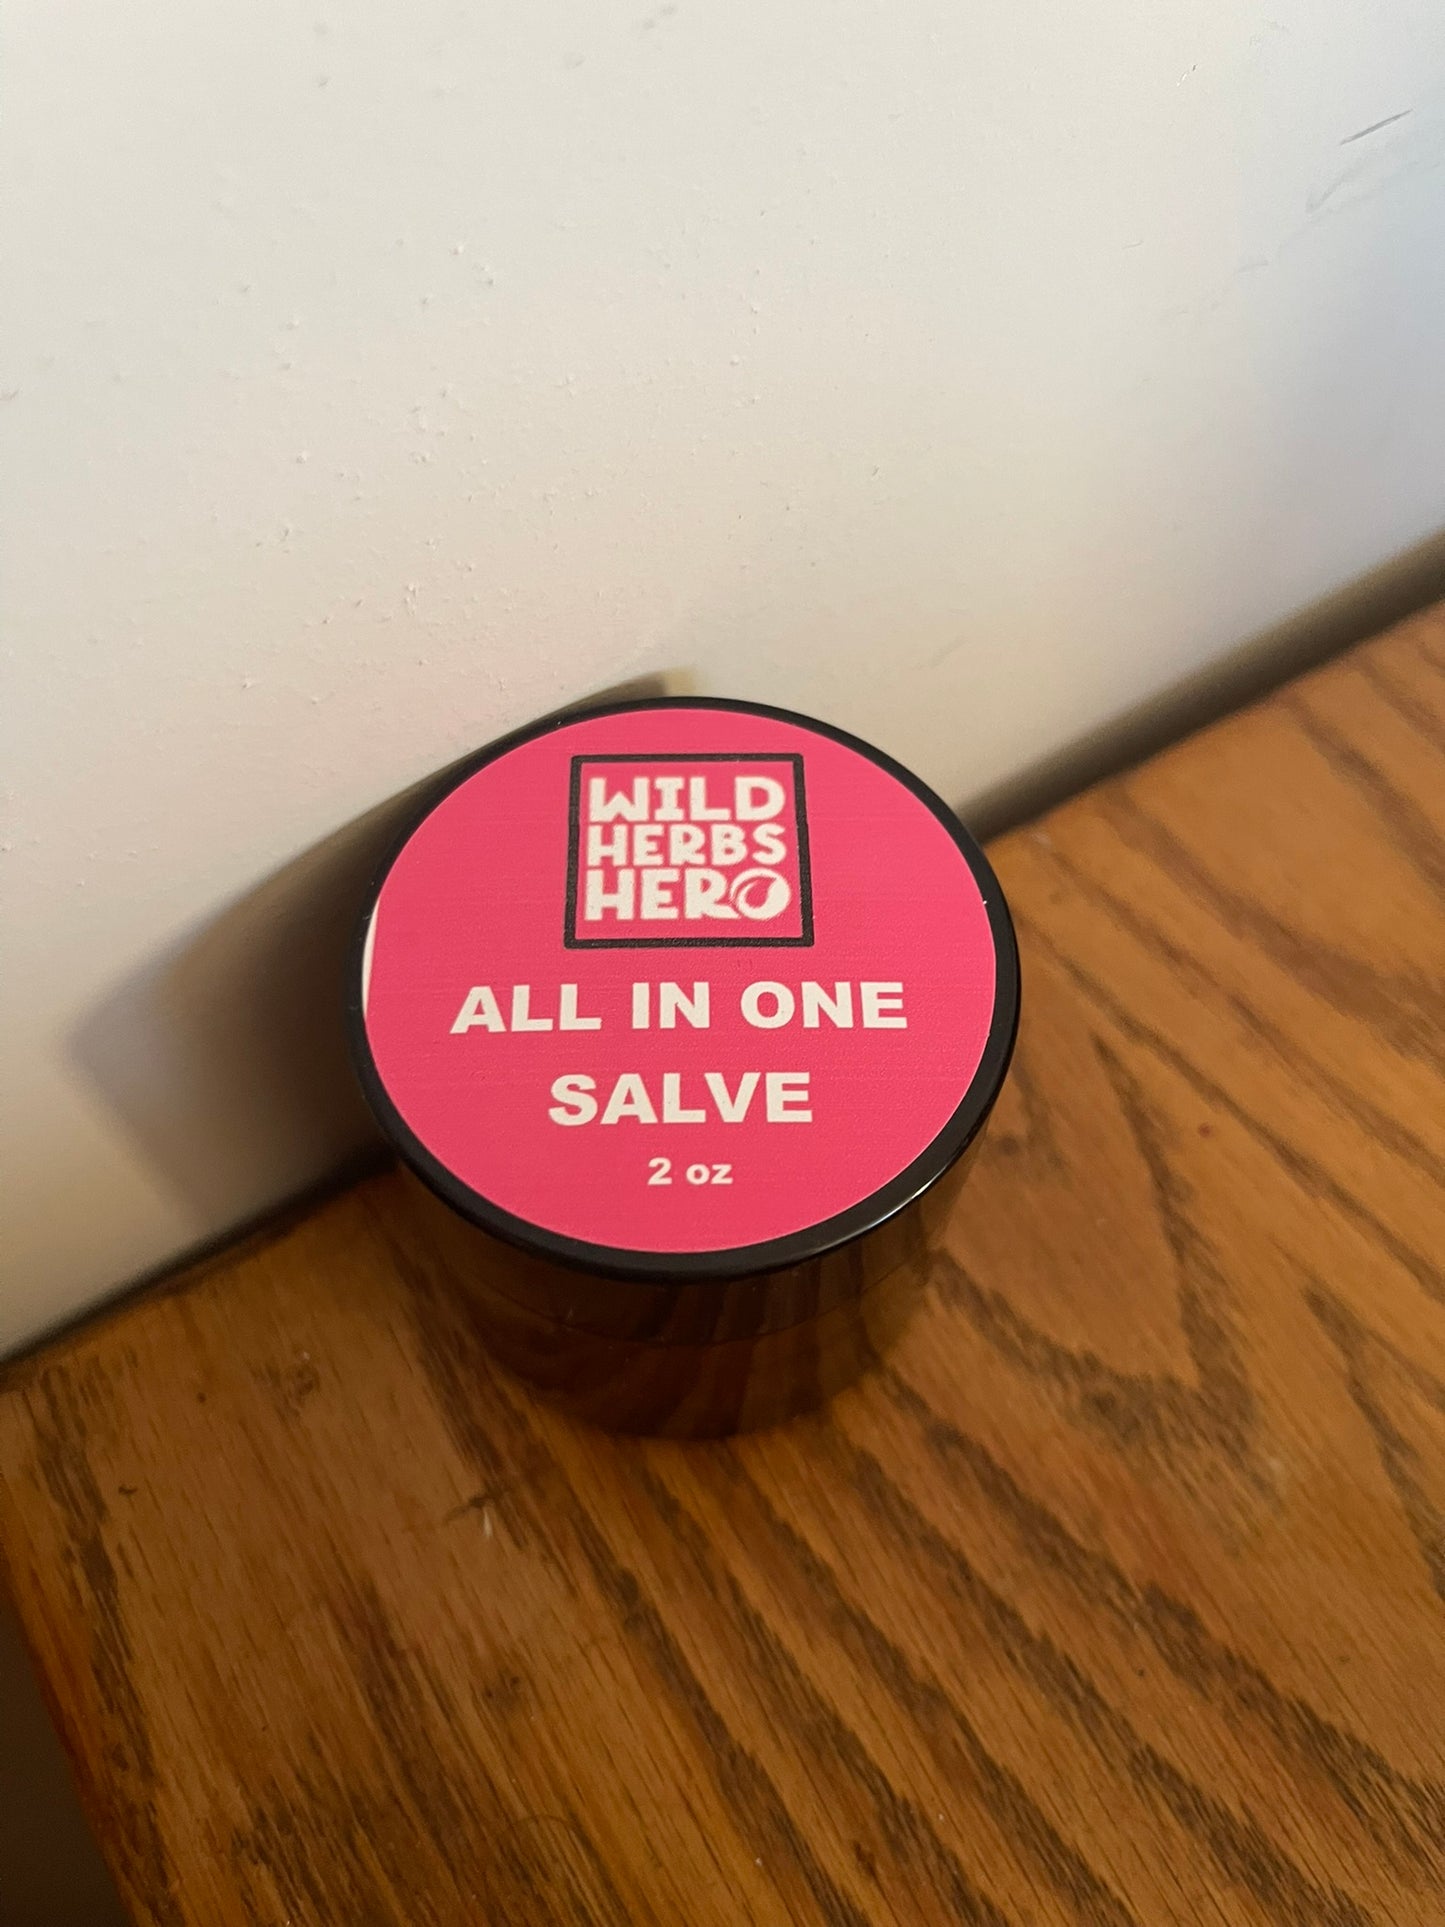 WILD
HERBS
HERO
ALL IN ONE
SALVE
2 oz